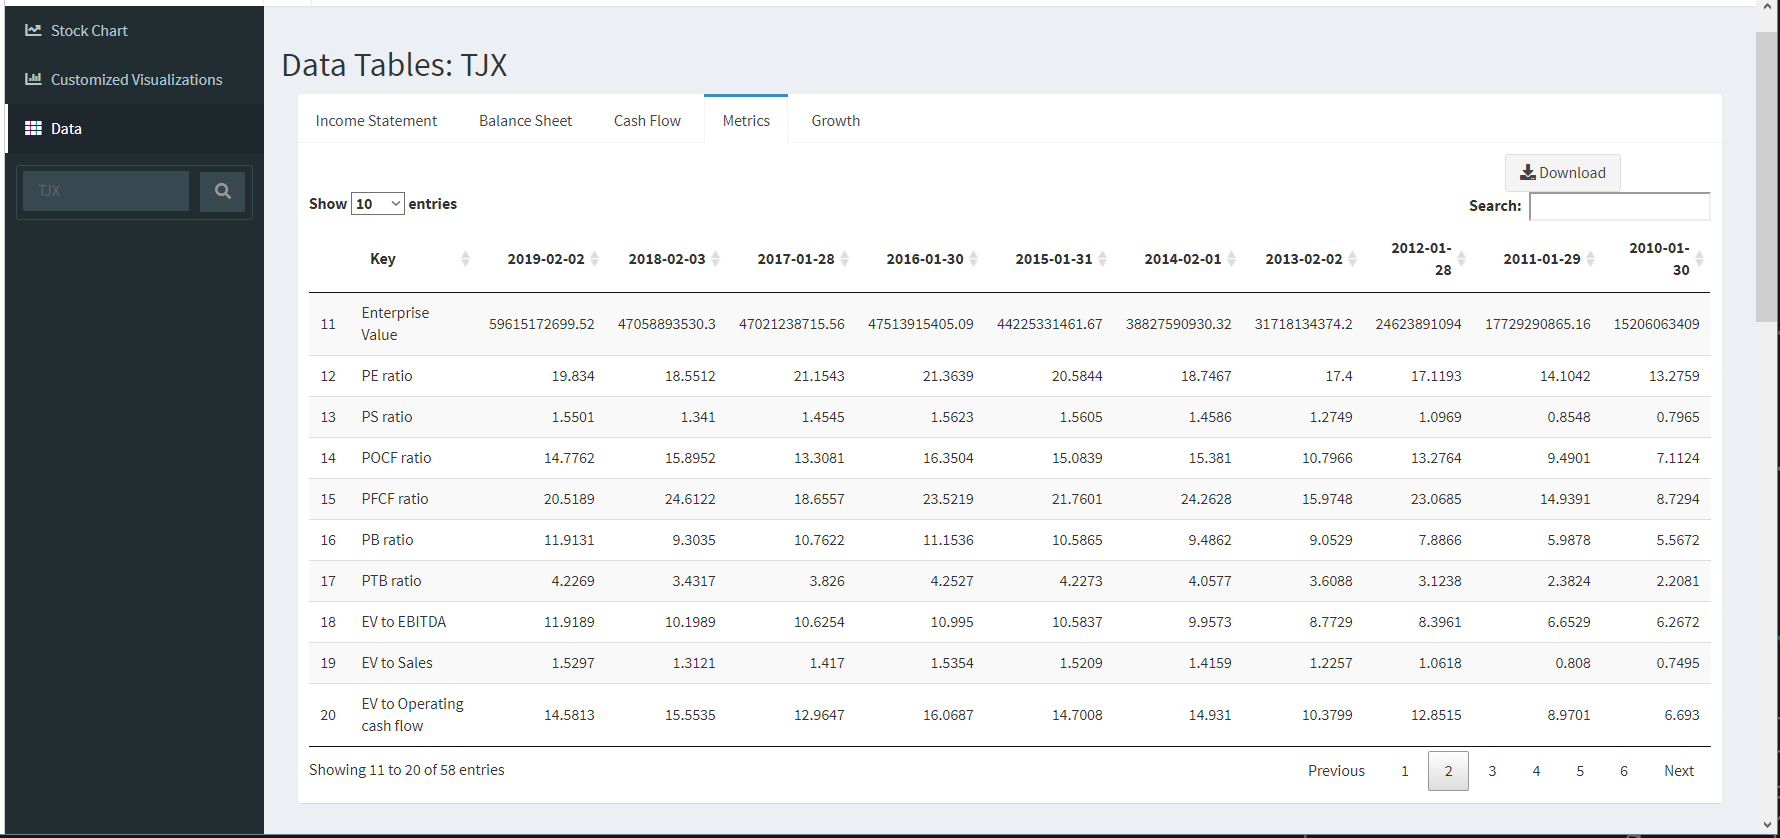 Stock Chart
Customized Visualizations
Data
TJX
Data Tables: TJX
Income Statement Balance Sheet Cash Flow Metrics Growth
Download
Show 10 entries
Search:
Key 2019-02-02 2018-02-03 2017-01-28 2016-01-30 2015-01-31 2014-02-01 2013-02-02 2012-01-28 2011-01-29 2010-01-30
11 Enterprise Value 59615172699.52 47058893530.3 47021238715.56 47513915405.09 44225331461.67 38827590930.32 31718134374.2 24623891094 17729290865.16 15206063409
12 PE ratio 19.834 18.5512 21.1543 21.3639 20.5844 18.7467 17.4 17.1193 14.1042 13.2759
13 PS ratio 1.5501 1.341 1.4545 1.5623 1.5605 1.4586 1.2749 1.0969 0.8548 0.7965
14 POCF ratio 14.7762 15.8952 13.3081 16.3504 15.0839 15.381 10.7966 13.2764 9.4901 7.1124
15 PFCF ratio 20.5189 24.6122 18.6557 23.5219 21.7601 24.2628 15.9748 23.0685 14.9391 8.7294
16 PB ratio 11.9131 9.3035 10.7622 11.1536 10.5865 9.4862 9.0529 7.8866 5.9878 5.5672
17 PTB ratio 4.2269 3.4317 3.826 4.2527 4.2273 4.0577 3.6088 3.1238 2.3824 2.2081
18 EV to EBITDA 11.9189 10.1989 10.6254 10.995 10.5837 9.9573 8.7729 8.3961 6.6529 6.2672
19 EV to Sales 1.5297 1.3121 1.417 1.5354 1.5209 1.4159 1.2257 1.0618 0.808 0.7495
20 EV to Operating cash flow 14.5813 15.5535 12.9647 16.0687 14.7008 14.931 10.3799 12.8515 8.9701 6.693
Showing 11 to 20 of 58 entries
Previous 1 2 3 4 5 6 Next